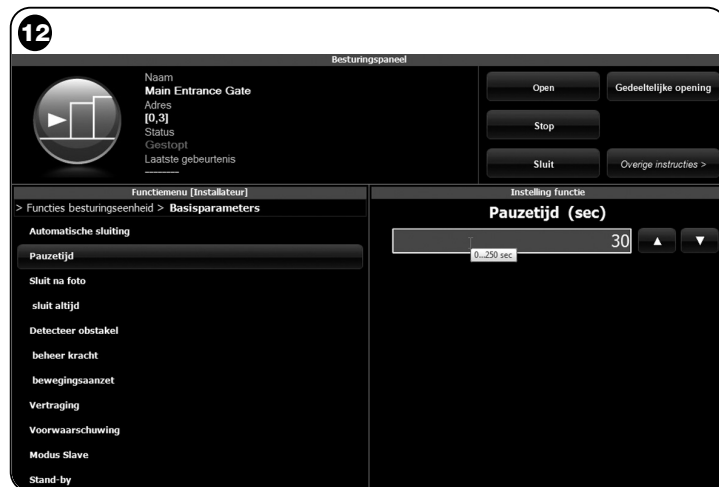 12
Besturingspaneel
Naam
Main Entrance Gate
Adres
[0,3]
Status
Gestopt
Laatste gebeurtenis
--------
Open
Gedeeltelijke opening
Stop
Sluit
Overige instructies >
Functiemenu [Installateur]
> Functies besturingseenheid > Basisparameters
Automatische sluiting
Pauzetijd
Sluit na foto
sluit altijd
Detecteer obstakel
beheer kracht
bewegingsaanzet
Vertraging
Voorwaarschuwing
Modus Slave
Stand-by
Instelling functie
Pauzetijd (sec)
30
0...250 sec